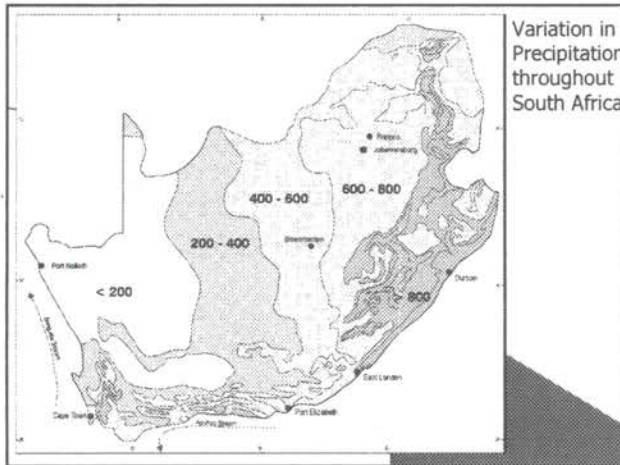 Variation in
Precipitation
throughout
South Africa
Pretoria
Johannesburg
400 - 600
600 - 800
200 - 400
Bloemfontein
Port Nolloth
< 200
> 800
Durban
East London
Cape Town
Port Elizabeth